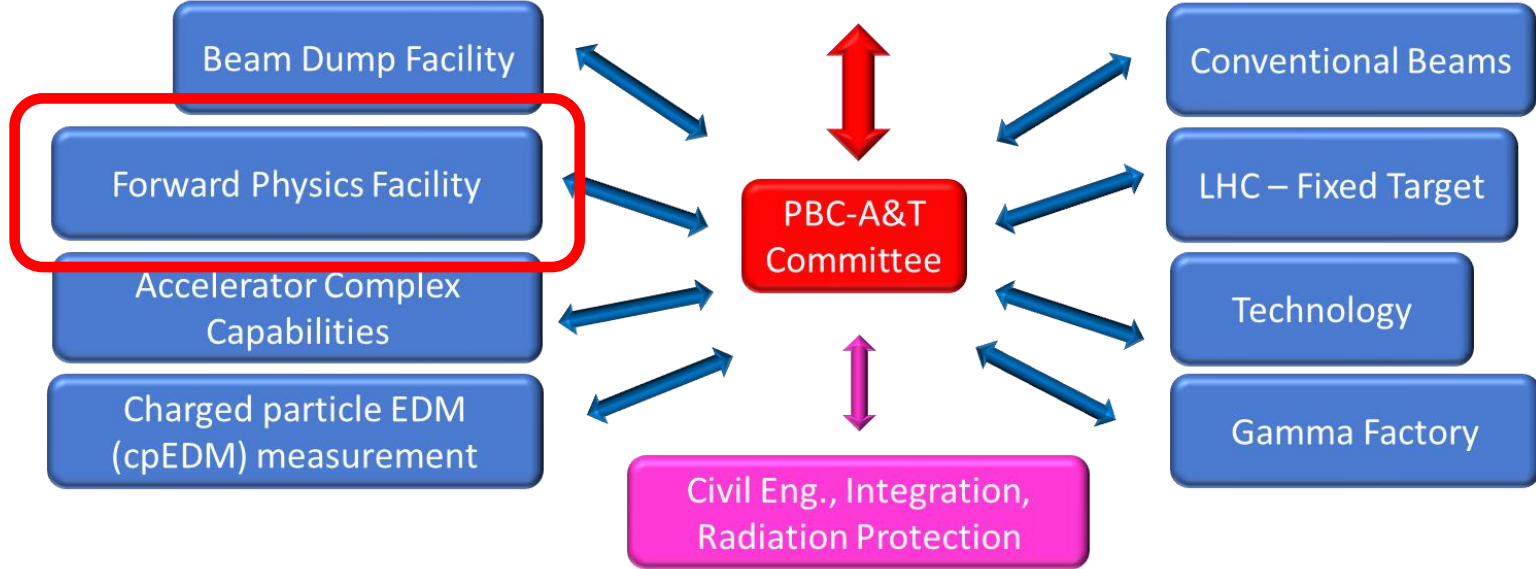 Beam Dump Facility
Forward Physics Facility
Accelerator Complex
Capabilities
Charged particle EDM
(cpEDM) measurement
PBC-A&T
Committee
Civil Eng., Integration,
Radiation Protection
Conventional Beams
LHC – Fixed Target
Technology
Gamma Factory